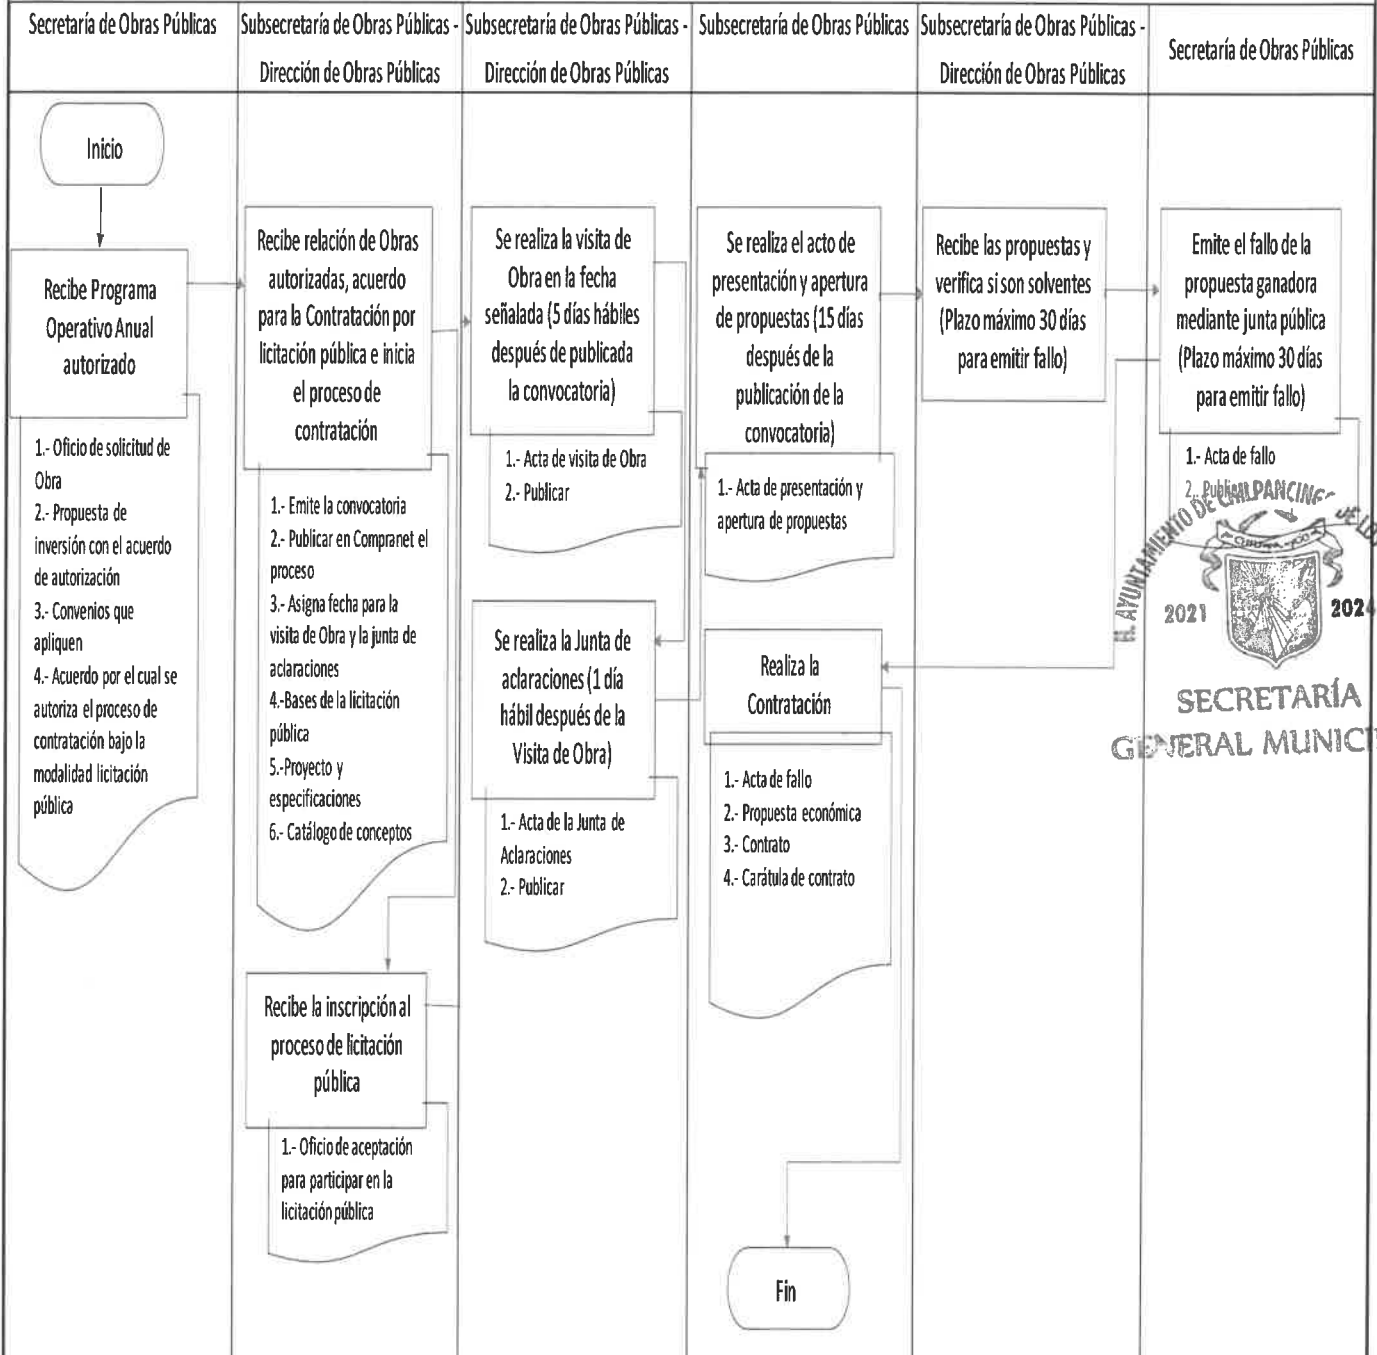 Secretaría de Obras Públicas
Subsecretaría de Obras Públicas -
Dirección de Obras Públicas
Subsecretaría de Obras Públicas -
Dirección de Obras Públicas
Subsecretaría de Obras Públicas
Subsecretaría de Obras Públicas -
Dirección de Obras Públicas
Secretaría de Obras Públicas
Inicio
Recibe Programa
Operativo Anual
autorizado
1.- Oficio de solicitud de
Obra
2.- Propuesta de
inversión con el acuerdo
de autorización
3.- Convenios que
apliquen
4.- Acuerdo por el cual se
autoriza el proceso de
contratación bajo la
modalidad licitación
pública
Recibe relación de Obras
autorizadas, acuerdo
para la Contratación por
licitación pública e inicia
el proceso de
contratación
1.- Emite la convocatoria
2.- Publicar en Compranet el
proceso
3.- Asigna fecha para la
visita de Obra y la junta de
aclaraciones
4.-Bases de la licitación
pública
5.-Proyecto y
especificaciones
6.- Catálogo de conceptos
Recibe la inscripción al
proceso de licitación
pública
1.- Oficio de aceptación
para participar en la
licitación pública
Se realiza la visita de
Obra en la fecha
señalada (5 días hábiles
después de publicada
la convocatoria)
1.- Acta de visita de Obra
2.- Publicar
Se realiza la Junta de
aclaraciones (1 día
hábil después de la
Visita de Obra)
1.- Acta de la Junta de
Aclaraciones
2.- Publicar
Se realiza el acto de
presentación y apertura
de propuestas (15 días
después de la
publicación de la
convocatoria)
1.- Acta de presentación y
apertura de propuestas
Realiza la
Contratación
1.- Acta de fallo
2.- Propuesta económica
3.- Contrato
4.- Carátula de contrato
Fin
Recibe las propuestas y
verifica si son solventes
(Plazo máximo 30 días
para emitir fallo)
Emite el fallo de la
propuesta ganadora
mediante junta pública
(Plazo máximo 30 días
para emitir fallo)
1.- Acta de fallo
2.- Publicar
H. AYUNTAMIENTO DE CHILPANCINGO DE LOS
2021
2024
SECRETARÍA
GENERAL MUNICI